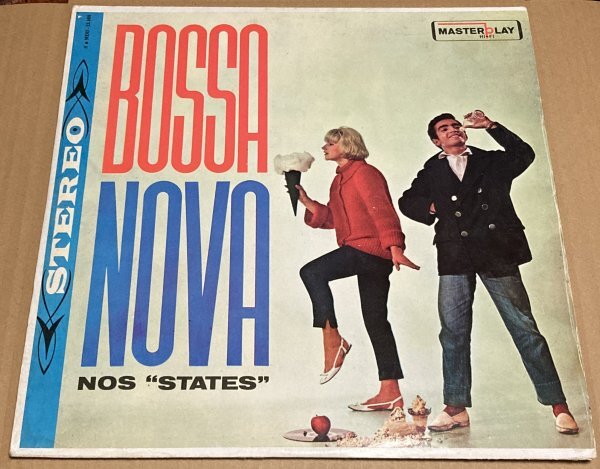 BOSSA
NOVA
NOS "STATES"
STEREO
MASTERpLAY